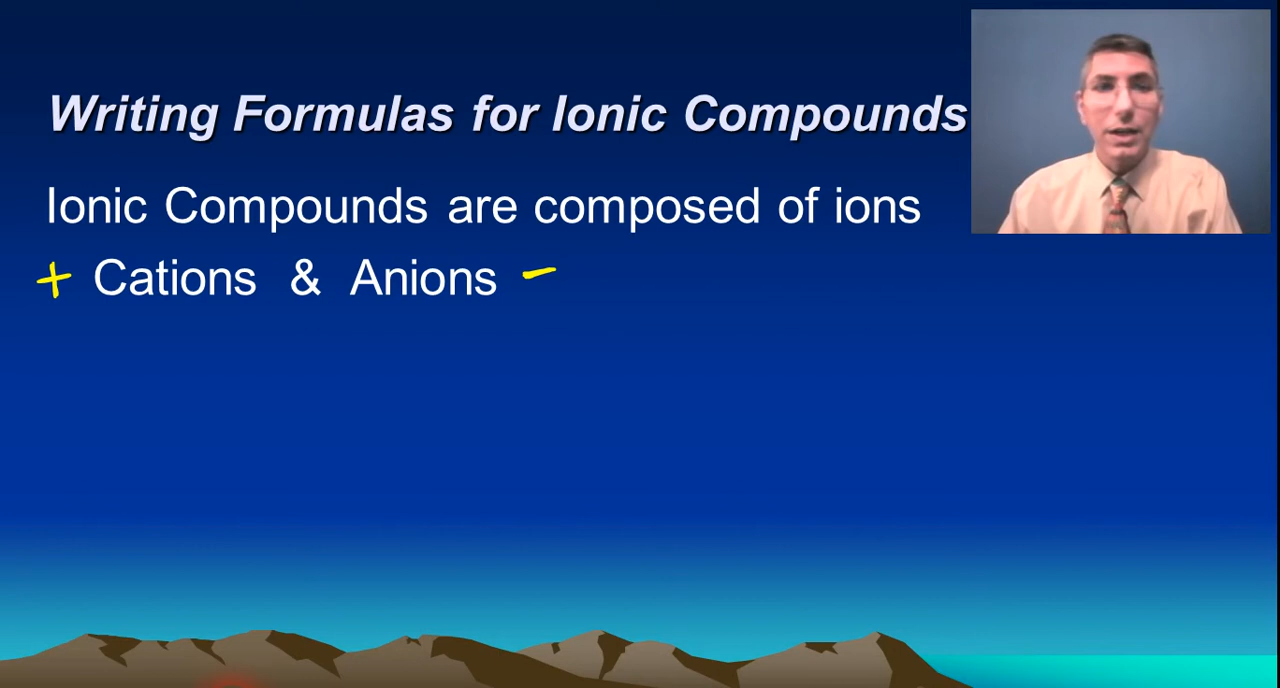 Writing Formulas for Ionic Compounds
Ionic Compounds are composed of ions
+ Cations & Anions −